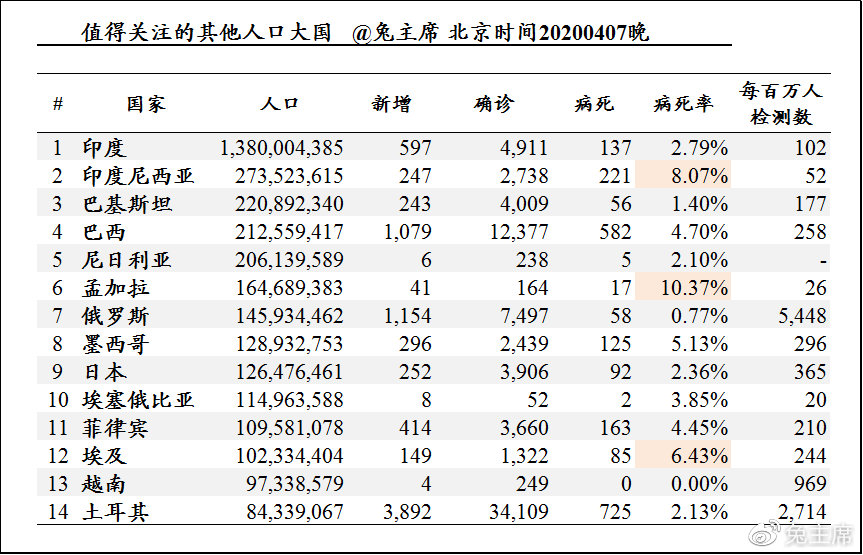 值得关注的其他人口大国 @兔主席 北京时间20200407晚
# 国家 人口 新增 确诊 病死 病死率 每百万人检测数
1 印度 1,380,004,385 597 4,911 137 2.79% 102
2 印度尼西亚 273,523,615 247 2,738 221 8.07% 52
3 巴基斯坦 220,892,340 243 4,009 56 1.40% 177
4 巴西 212,559,417 1,079 12,377 582 4.70% 258
5 尼日利亚 206,139,589 6 238 5 2.10% -
6 孟加拉 164,689,383 41 164 17 10.37% 26
7 俄罗斯 145,934,462 1,154 7,497 58 0.77% 5,448
8 墨西哥 128,932,753 296 2,439 125 5.13% 296
9 日本 126,476,461 252 3,906 92 2.36% 365
10 埃塞俄比亚 114,963,588 8 52 2 3.85% 20
11 菲律宾 109,581,078 414 3,660 163 4.45% 210
12 埃及 102,334,404 149 1,322 85 6.43% 244
13 越南 97,338,579 4 249 0 0.00% 969
14 土耳其 84,339,067 3,892 34,109 725 2.13% 2,714
兔主席